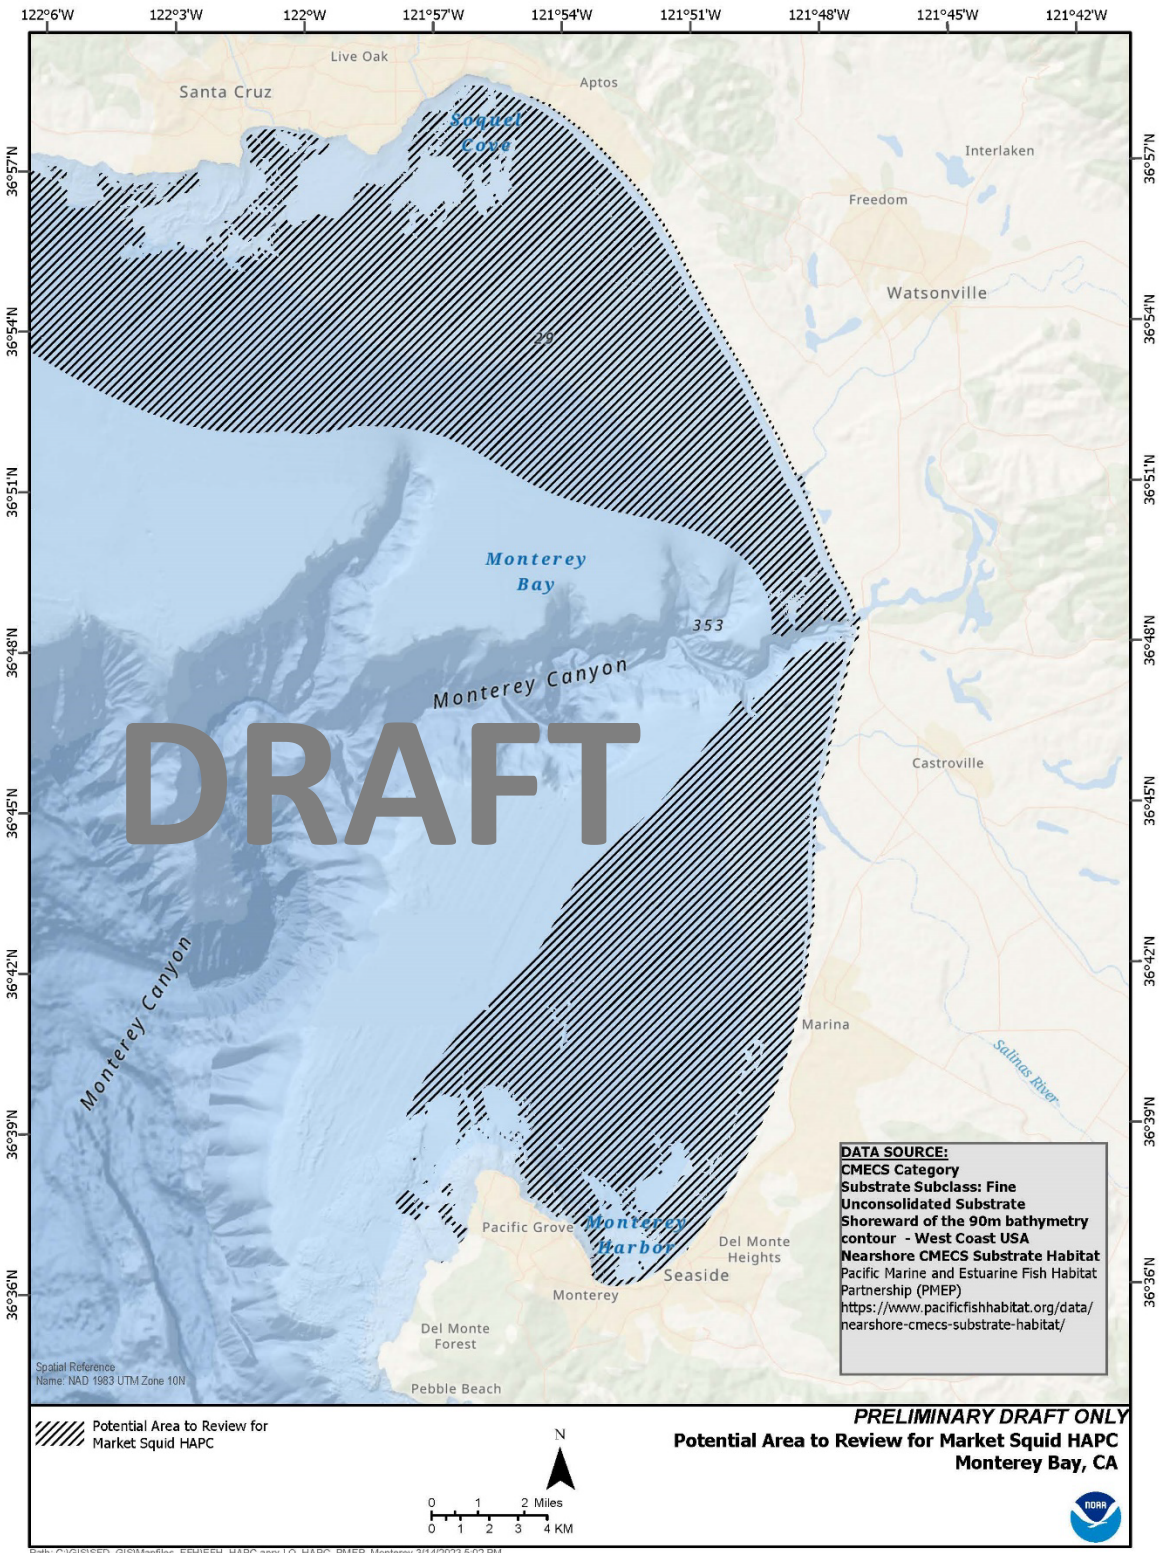 122°6'W 122°3'W 122°0'W 121°57'W 121°54'W 121°51'W 121°48'W 121°45'W 121°42'W
Live Oak
Aptos
Santa Cruz
Soquel
Cove
Interlaken
36°57'N 36°57'N
Freedom
Watsonville
36°54'N 36°54'N
29
36°51'N 36°51'N
Monterey
Bay
353
36°48'N 36°48'N
Monterey Canyon
DRAFT
Castroville
36°45'N 36°45'N
36°42'N 36°42'N
Monterey Canyon
Marina
Salinas River
36°39'N 36°39'N
DATA SOURCE:
CMECS Category
Substrate Subclass: Fine
Unconsolidated Substrate
Shoreward of the 90m bathymetry
contour - West Coast USA
Nearshore CMECS Substrate Habitat
Pacific Marine and Estuarine Fish Habitat
Partnership (PMEP)
https://www.pacificfishhabitat.org/data/
nearshore-cmecs-substrate-habitat/
Pacific Grove
Monterey
Harbor
Del Monte
Heights
Seaside
Monterey
36°36'N 36°36'N
Del Monte
Forest
Pebble Beach
Spatial Reference
Name: NAD 1983 UTM Zone 10N
Potential Area to Review for
Market Squid HAPC
N
0 1 2 Miles
0 1 2 3 4 KM
PRELIMINARY DRAFT ONLY
Potential Area to Review for Market Squid HAPC
Monterey Bay, CA
NOAA